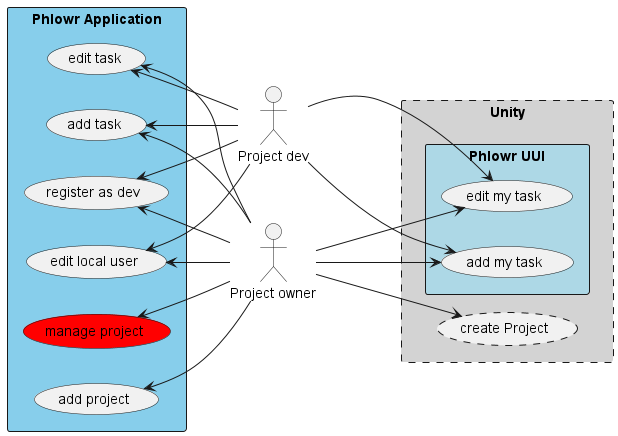 Phlowr Application
edit task
add task
register as dev
edit local user
manage project
add project
Project dev
Project owner
Unity
Phlowr UUI
edit my task
add my task
create Project